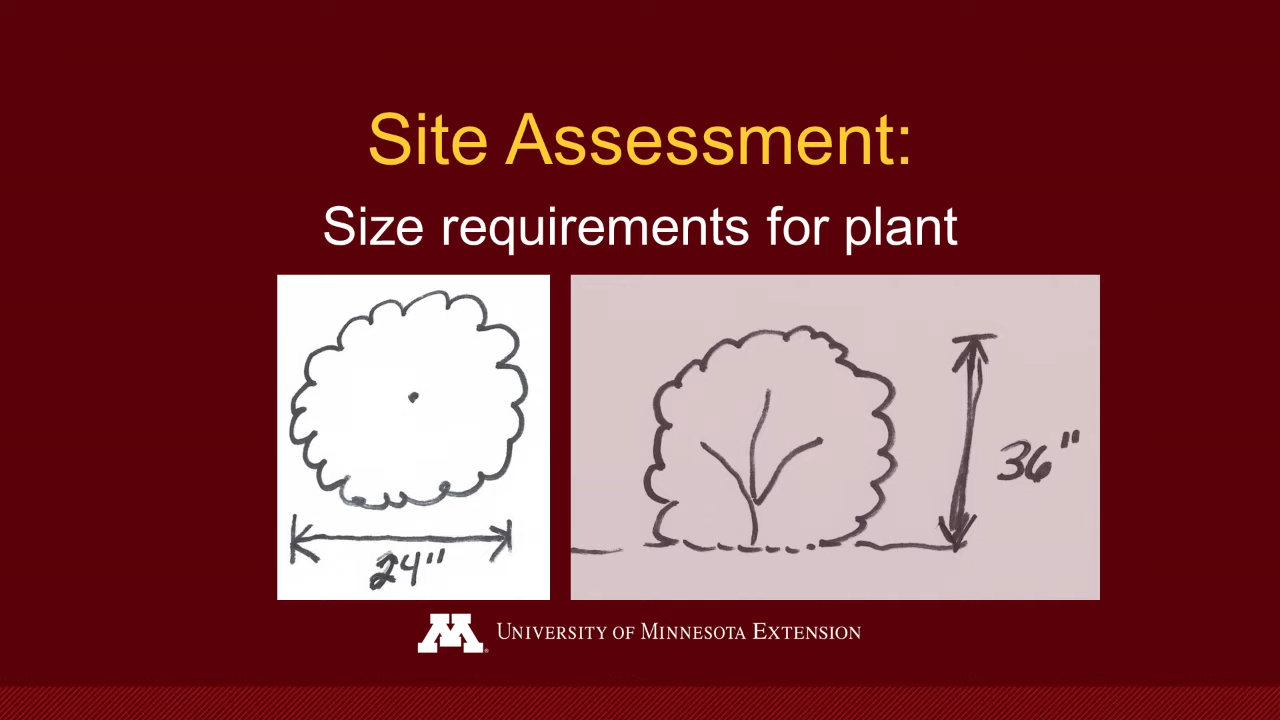 Site Assessment:
Size requirements for plant
24"
36"
M
UNIVERSITY OF MINNESOTA EXTENSION